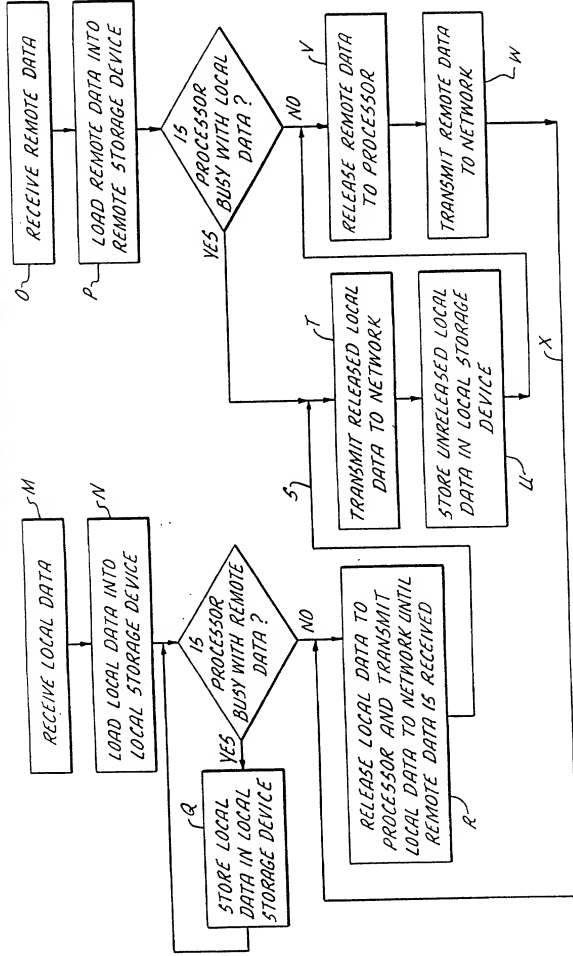 M
RECEIVE LOCAL DATA
N
LOAD LOCAL DATA INTO
LOCAL STORAGE DEVICE
IS
PROCESSOR
BUSY WITH REMOTE
DATA ?
YES
NO
Q
STORE LOCAL
DATA IN LOCAL
STORAGE DEVICE
RELEASE LOCAL DATA TO
PROCESSOR AND TRANSMIT
LOCAL DATA TO NETWORK UNTIL
REMOTE DATA IS RECEIVED
R
O
RECEIVE REMOTE DATA
P
LOAD REMOTE DATA INTO
REMOTE STORAGE DEVICE
IS
PROCESSOR
BUSY WITH LOCAL
DATA ?
YES
NO
S
T
TRANSMIT RELEASED LOCAL
DATA TO NETWORK
STORE UNRELEASED LOCAL
DATA IN LOCAL STORAGE
DEVICE
U
V
RELEASE REMOTE DATA
TO PROCESSOR
W
TRANSMIT REMOTE DATA
TO NETWORK
X